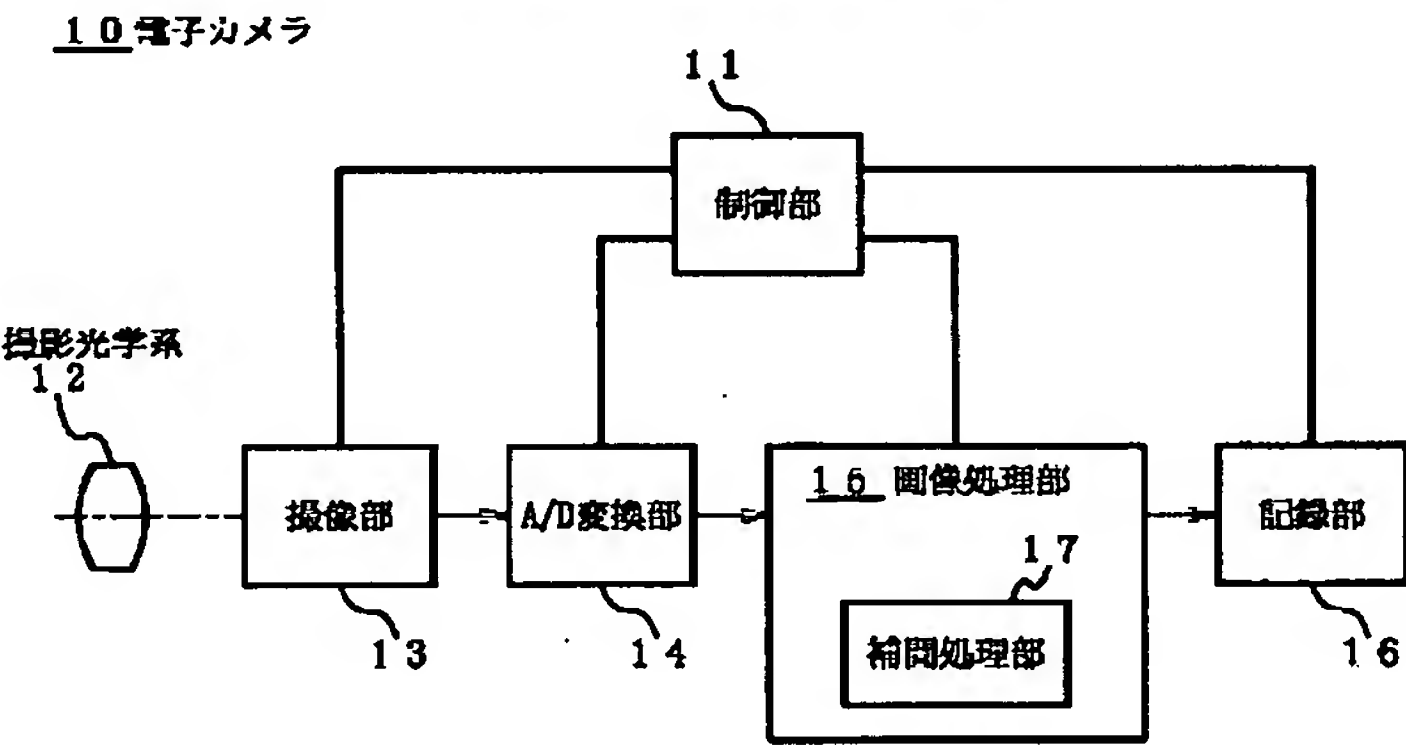 １０ 電子カメラ
１１
制御部
撮影光学系
１２
撮像部
１３
A/D変換部
１４
１５ 画像処理部
１７
補間処理部
記録部
１６